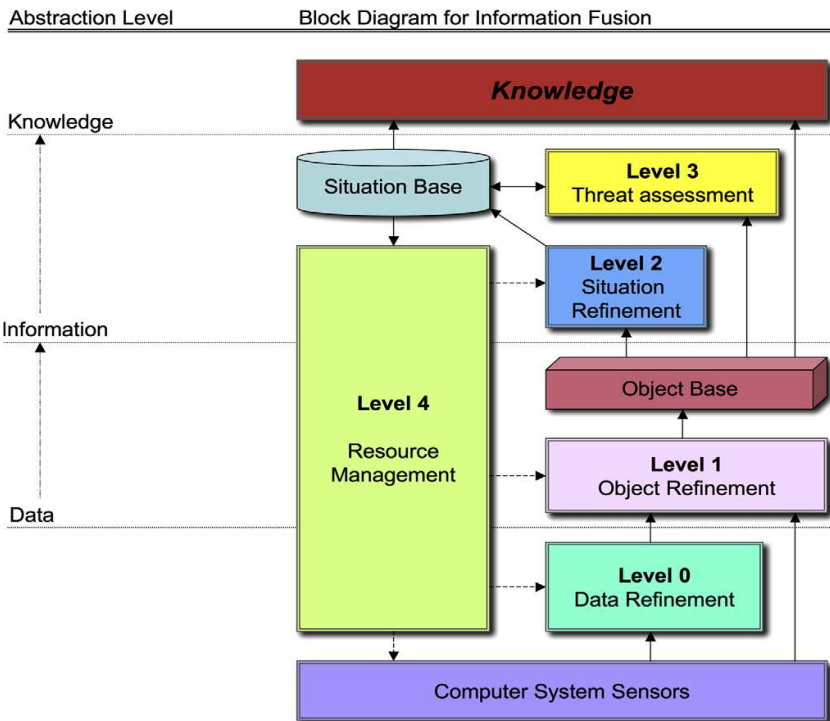 Abstraction Level
Block Diagram for Information Fusion
Knowledge
Knowledge
Situation Base
Level 3
Threat assessment
Level 2
Situation
Refinement
Information
Object Base
Level 4
Resource
Management
Level 1
Object Refinement
Data
Level 0
Data Refinement
Computer System Sensors